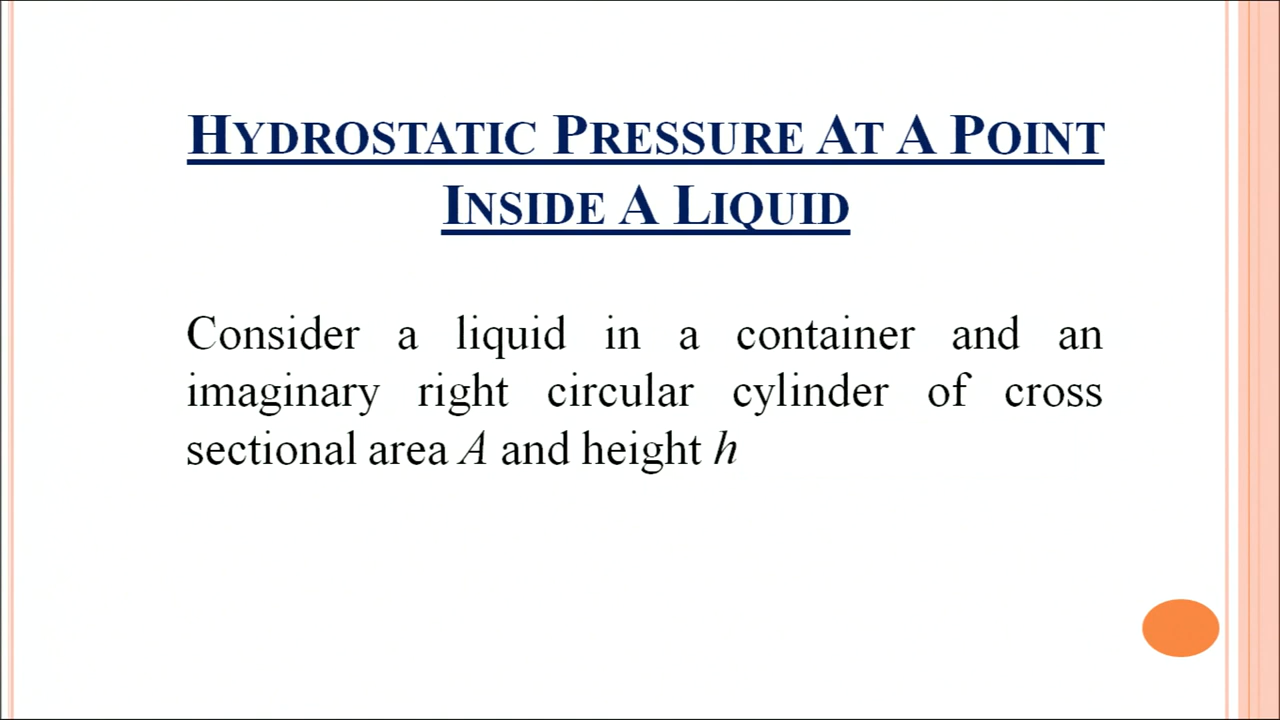 HYDROSTATIC PRESSURE AT A POINT
INSIDE A LIQUID
Consider a liquid in a container and an
imaginary right circular cylinder of cross
sectional area A and height h